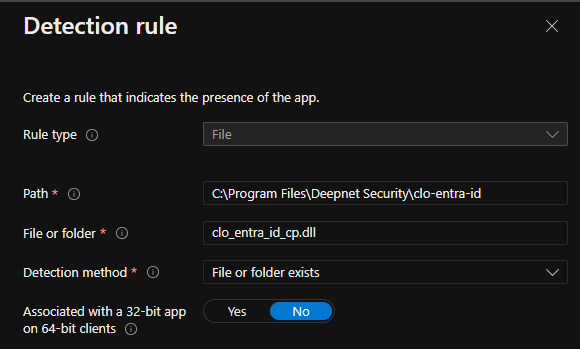 Detection rule
Create a rule that indicates the presence of the app.
Rule type
File
Path *
C:\Program Files\Deepnet Security\clo-entra-id
File or folder *
clo_entra_id_cp.dll
Detection method *
File or folder exists
Associated with a 32-bit app
on 64-bit clients
Yes
No